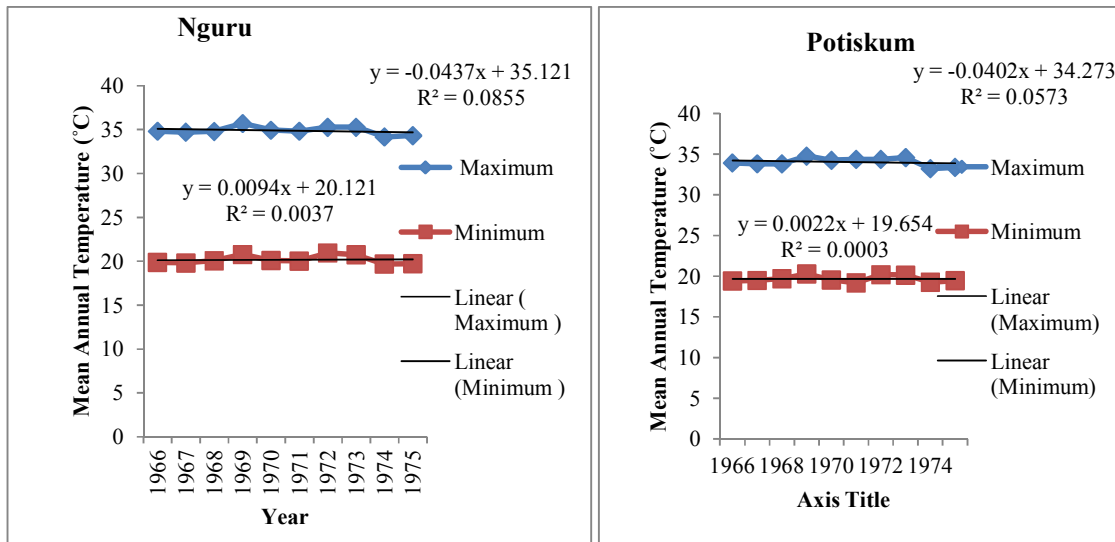 Nguru
y = -0.0437x + 35.121
R² = 0.0855
y = 0.0094x + 20.121
R² = 0.0037
Mean Annual Temperature (˚C)
40
35
30
25
20
15
10
5
0
1966
1967
1968
1969
1970
1971
1972
1973
1974
1975
Year
Maximum
Minimum
Linear (
Maximum )
Linear
(Minimum )
Potiskum
y = -0.0402x + 34.273
R² = 0.0573
y = 0.0022x + 19.654
R² = 0.0003
Mean Annual Temperature (˚C)
40
35
30
25
20
15
10
5
0
1966 1968 1970 1972 1974
Axis Title
Maximum
Minimum
Linear
(Maximum)
Linear
(Minimum)